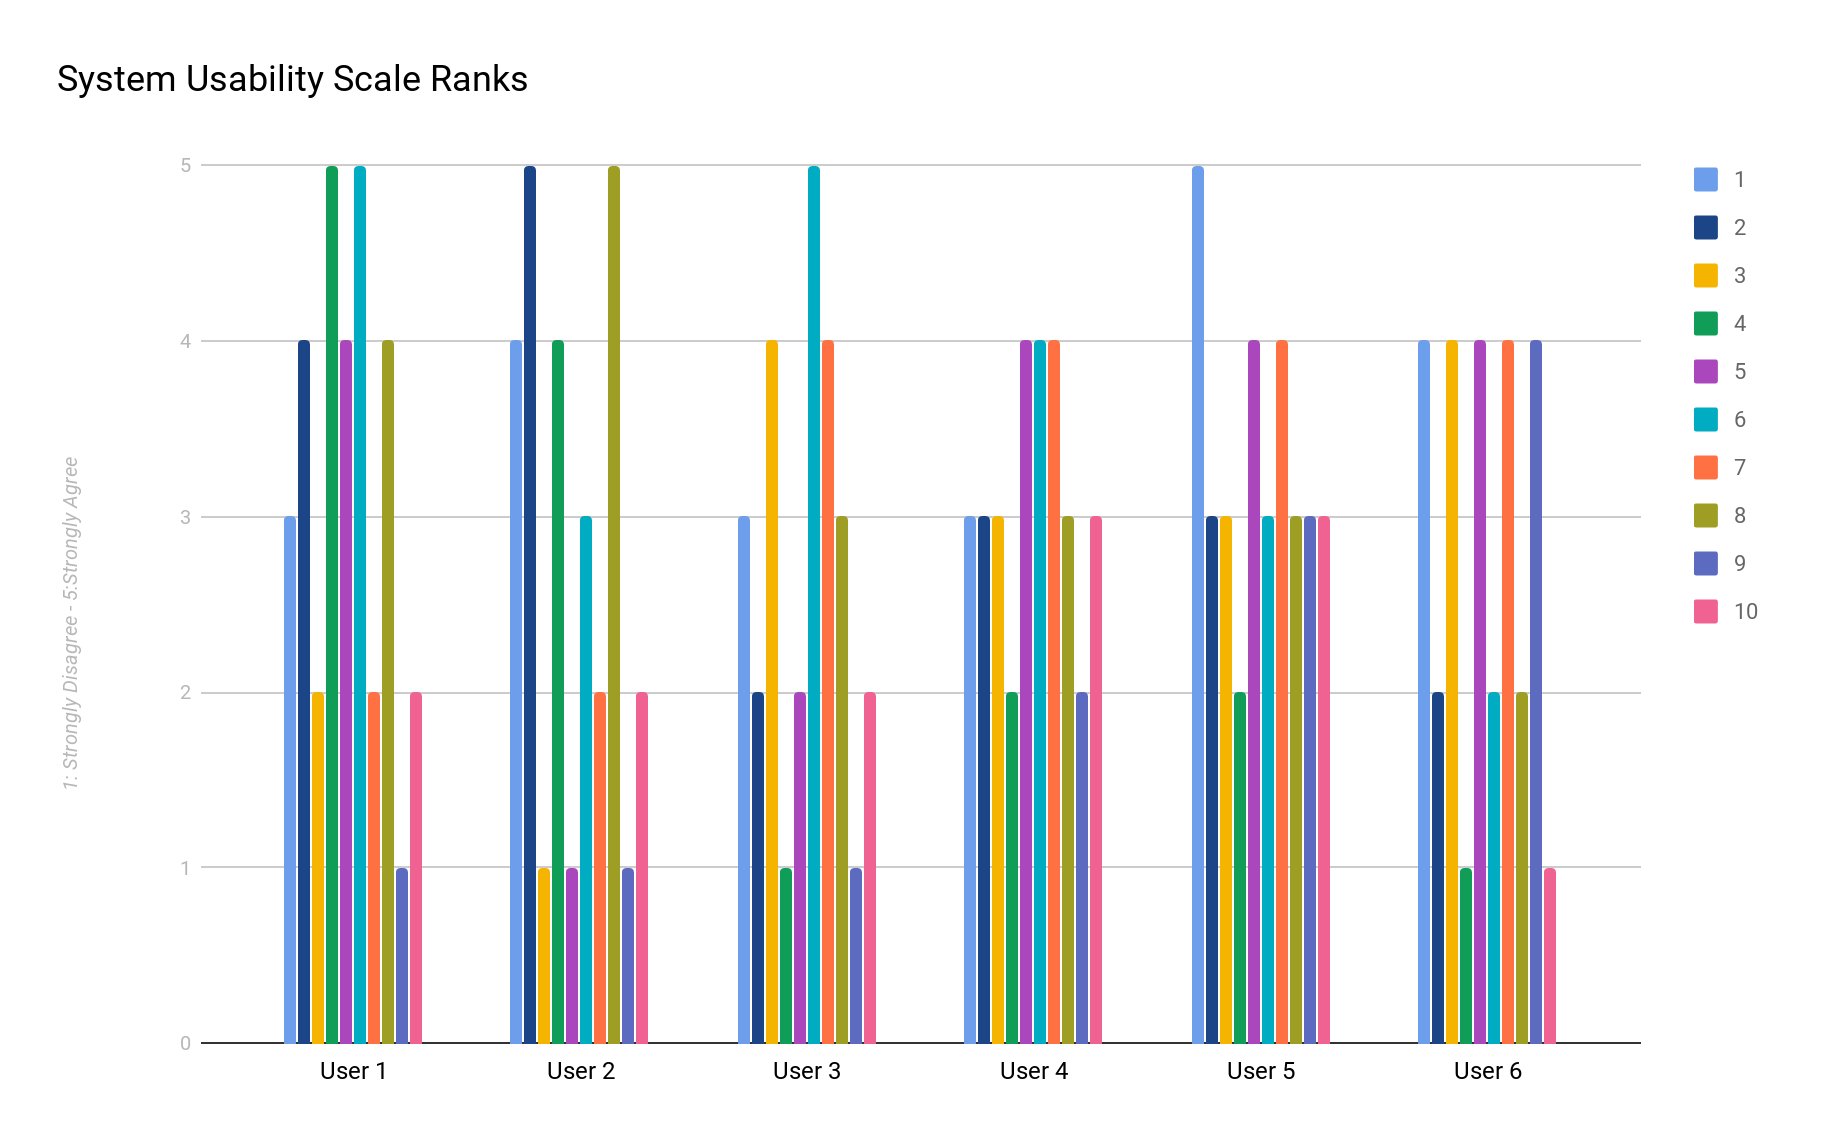 System Usability Scale Ranks
1: Strongly Disagree - 5:Strongly Agree
5
4
3
2
1
0
User 1
User 2
User 3
User 4
User 5
User 6
1
2
3
4
5
6
7
8
9
10